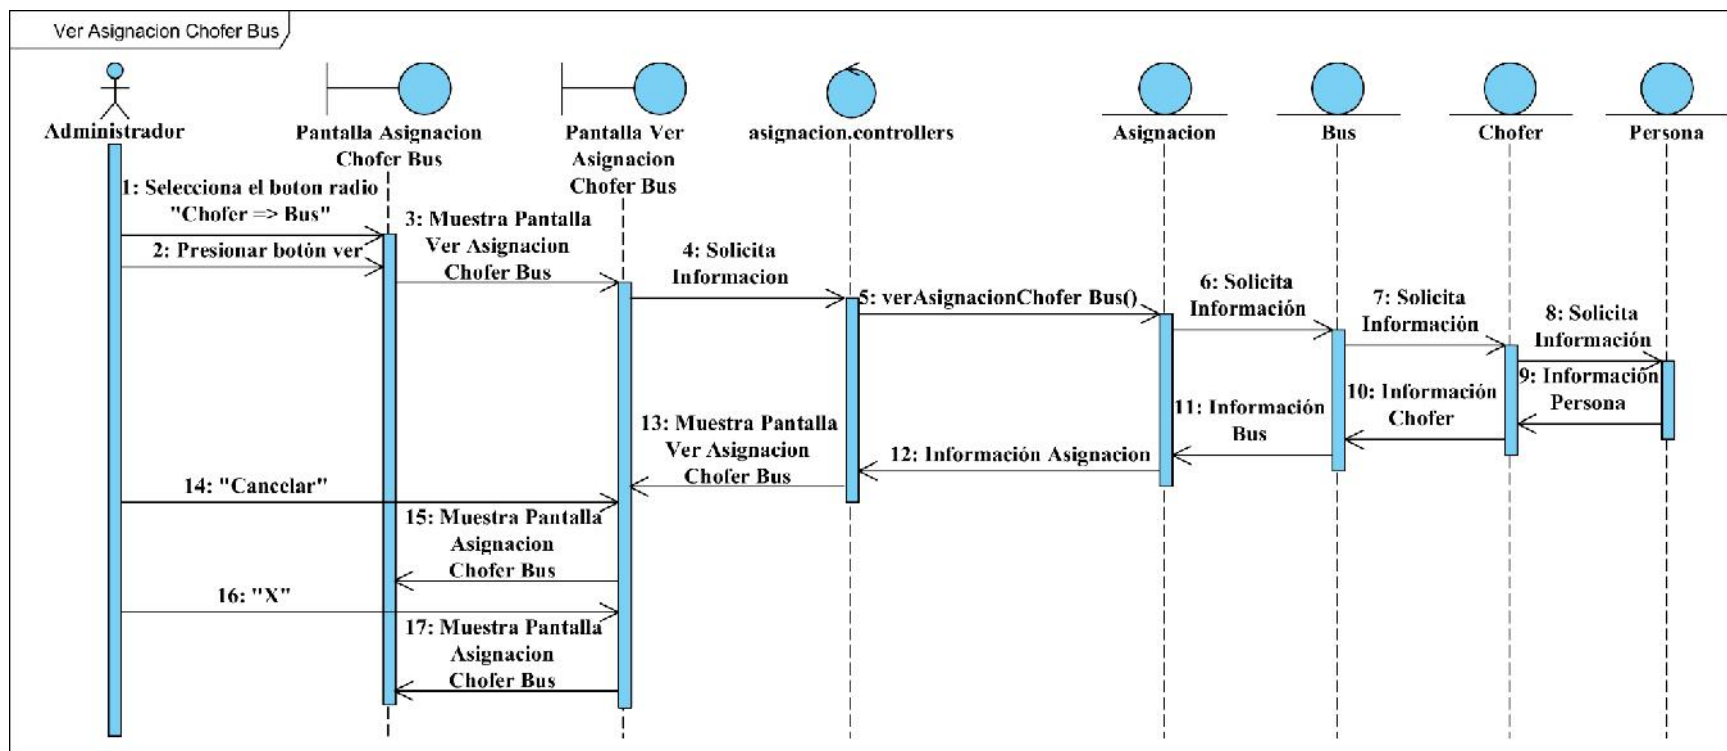 Ver Asignacion Chofer Bus
Administrador
Pantalla Asignacion
Chofer Bus
Pantalla Ver
Asignacion
Chofer Bus
asignacion.controllers
Asignacion
Bus
Chofer
Persona
1: Selecciona el boton radio
"Chofer => Bus"
2: Presionar botón ver
3: Muestra Pantalla
Ver Asignacion
Chofer Bus
4: Solicita
Informacion
5: verAsignacionChofer Bus()
6: Solicita
Información
7: Solicita
Información
8: Solicita
Información
9: Información
Persona
10: Información
Chofer
11: Información
Bus
12: Información Asignacion
13: Muestra Pantalla
Ver Asignacion
Chofer Bus
14: "Cancelar"
15: Muestra Pantalla
Asignacion
Chofer Bus
16: "X"
17: Muestra Pantalla
Asignacion
Chofer Bus